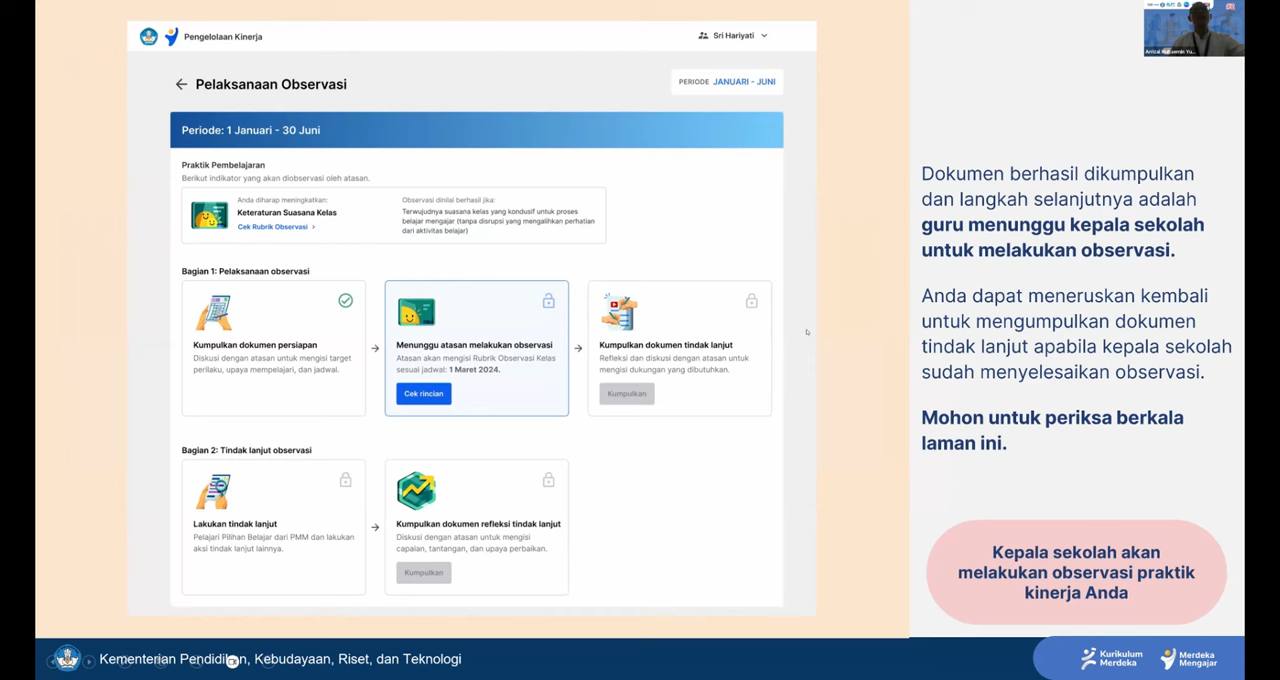 Pengelolaan Kinerja
Sri Hariyati
Pelaksanaan Observasi
PERIODE JANUARI - JUNI
Periode: 1 Januari - 30 Juni
Praktik Pembelajaran
Berikut indikator yang akan diobservasi oleh atasan.
Anda diharap meningkatkan:
Keteraturan Suasana Kelas
Cek Rubrik Observasi
Observasi dinilai berhasil jika:
Terwujudnya suasana kelas yang kondusif untuk proses
belajar mengajar (tanpa disrupsi yang mengalihkan perhatian
dari aktivitas belajar)
Bagian 1: Pelaksanaan observasi
Kumpulkan dokumen persiapan
Diskusi dengan atasan untuk mengisi target
perilaku, upaya mempelajari, dan jadwal.
Menunggu atasan melakukan observasi
Atasan akan mengisi Rubrik Observasi Kelas
sesuai jadwal: 1 Maret 2024.
Cek rincian
Kumpulkan dokumen tindak lanjut
Refleksi dan diskusi dengan atasan untuk
mengisi dukungan yang dibutuhkan.
Kumpulkan
Bagian 2: Tindak lanjut observasi
Lakukan tindak lanjut
Pelajari Pilihan Belajar dari PMM dan lakukan
aksi tindak lanjut lainnya.
Kumpulkan dokumen refleksi tindak lanjut
Diskusi dengan atasan untuk mengisi
capaian, tantangan, dan upaya perbaikan.
Kumpulkan
Dokumen berhasil dikumpulkan
dan langkah selanjutnya adalah
guru menunggu kepala sekolah
untuk melakukan observasi.
Anda dapat meneruskan kembali
untuk mengumpulkan dokumen
tindak lanjut apabila kepala sekolah
sudah menyelesaikan observasi.
Mohon untuk periksa berkala
laman ini.
Kepala sekolah akan
melakukan observasi praktik
kinerja Anda
Kementerian Pendidikan, Kebudayaan, Riset, dan Teknologi
Kurikulum
Merdeka
Merdeka
Mengajar